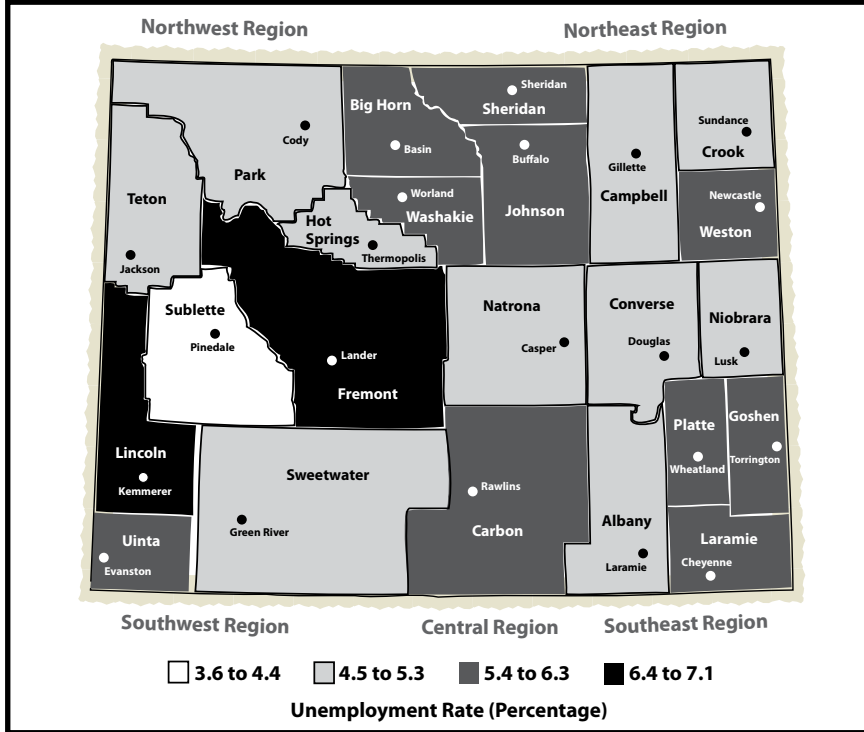 Northwest Region
Northeast Region
Sheridan
Sheridan
Big Horn
Basin
Buffalo
Johnson
Cody
Park
Gillette
Campbell
Sundance
Crook
Newcastle
Weston
Teton
Jackson
Worland
Washakie
Hot
Springs
Thermopolis
Sublette
Pinedale
Lander
Fremont
Natrona
Casper
Converse
Douglas
Niobrara
Lusk
Lincoln
Kemmerer
Platte
Wheatland
Goshen
Torrington
Sweetwater
Green River
Rawlins
Carbon
Albany
Laramie
Laramie
Cheyenne
Uinta
Evanston
Southwest Region
Central Region
Southeast Region
3.6 to 4.4
4.5 to 5.3
5.4 to 6.3
6.4 to 7.1
Unemployment Rate (Percentage)